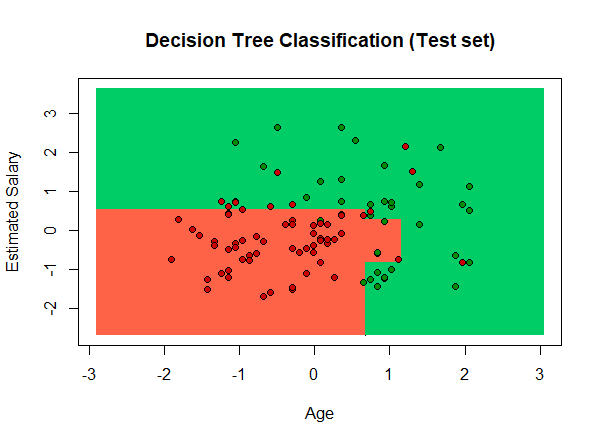 Decision Tree Classification (Test set)
Estimated Salary
3
2
1
0
-1
-2
-3 -2 -1 0 1 2 3
Age